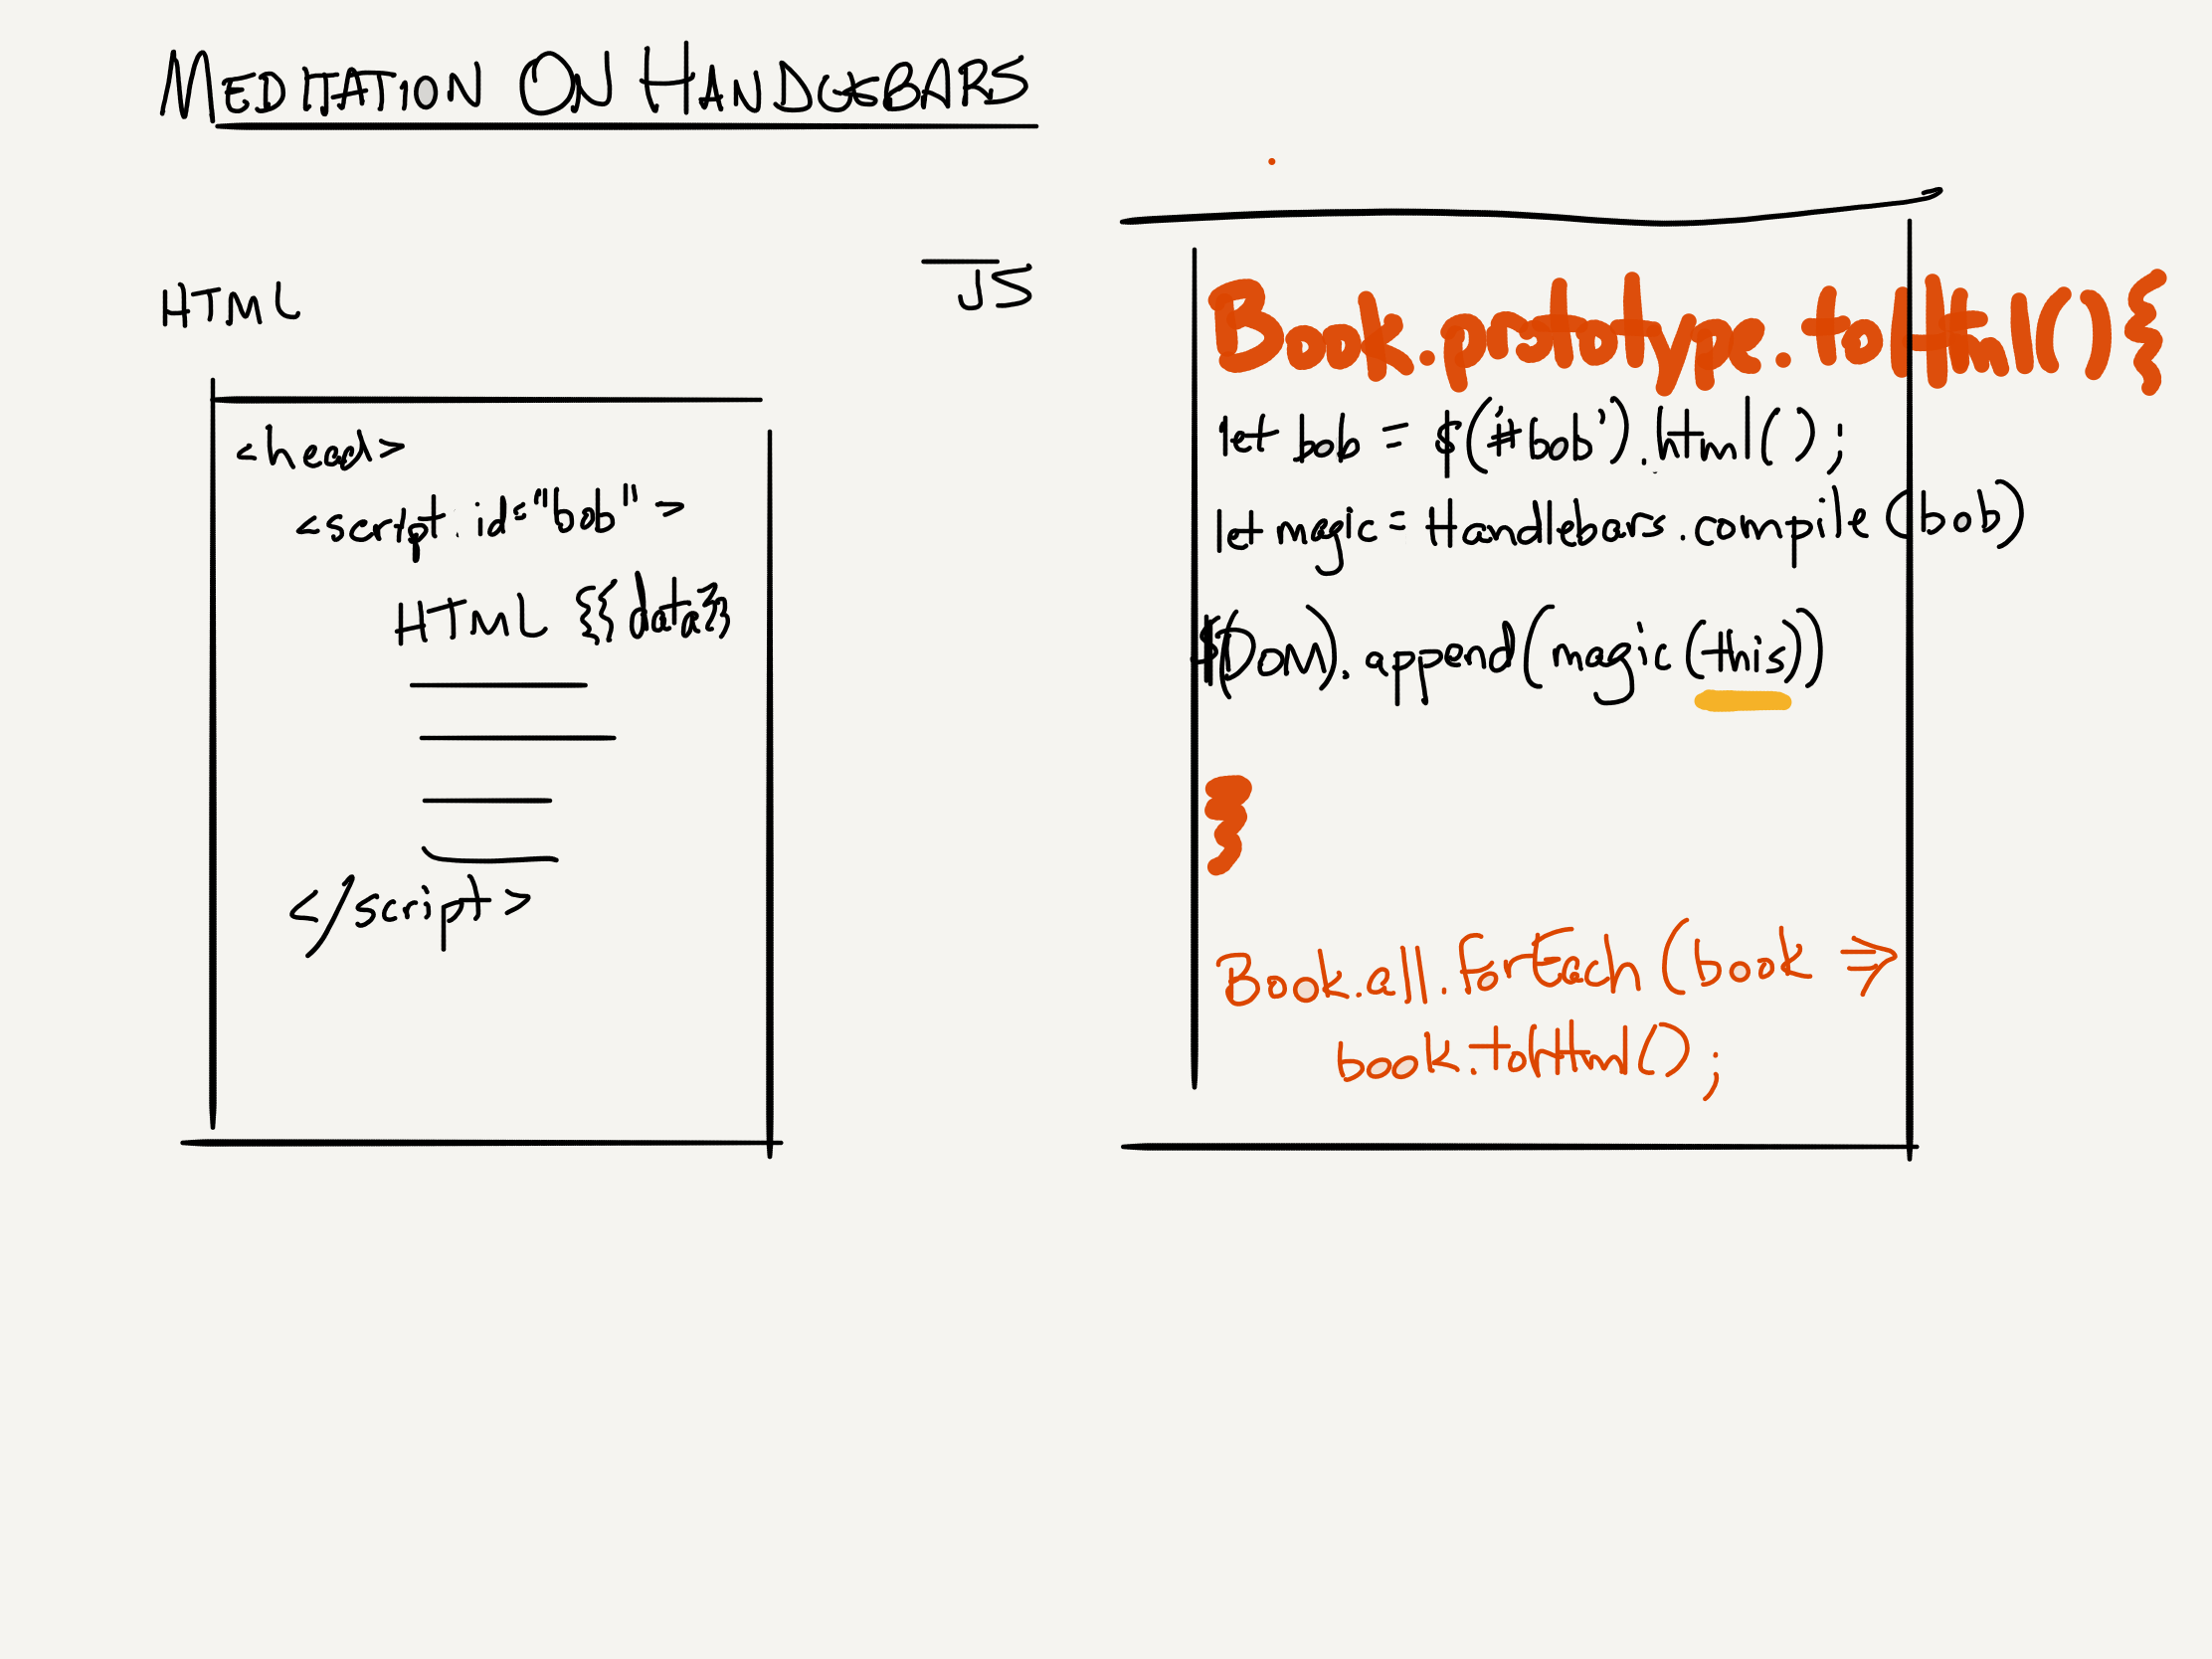 MEDITATION ON HANDLEBARS
HTML
<head>
<script id="bob">
HTML {{data}}
</script>
JS
Book.prototype.toHtml(){
let bob = $('#bob').html();
let magic = Handlebars.compile(bob)
$(DOM).append(magic(this))
}
Book.all.forEach(book =>
book.toHtml();